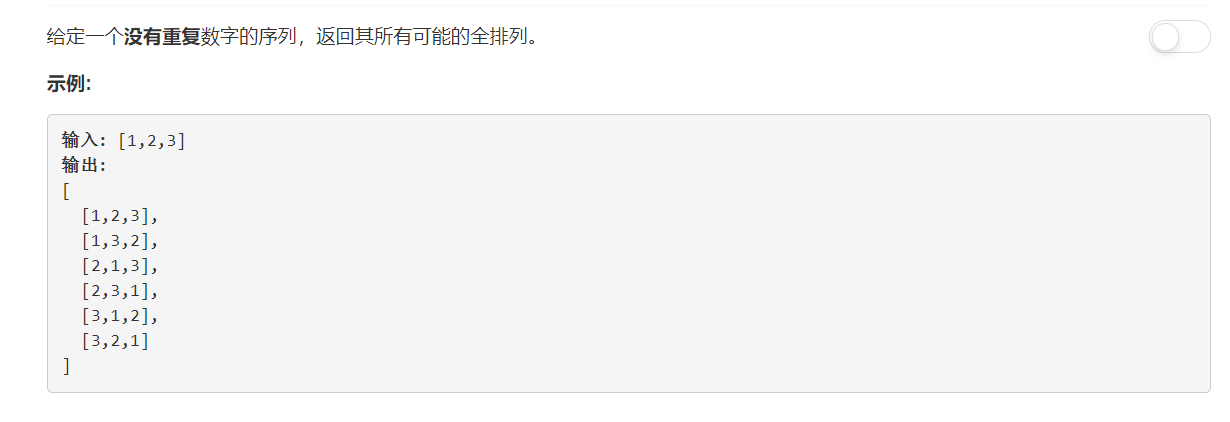 给定一个没有重复数字的序列，返回其所有可能的全排列。
示例:
输入: [1,2,3]
输出:
[
  [1,2,3],
  [1,3,2],
  [2,1,3],
  [2,3,1],
  [3,1,2],
  [3,2,1]
]